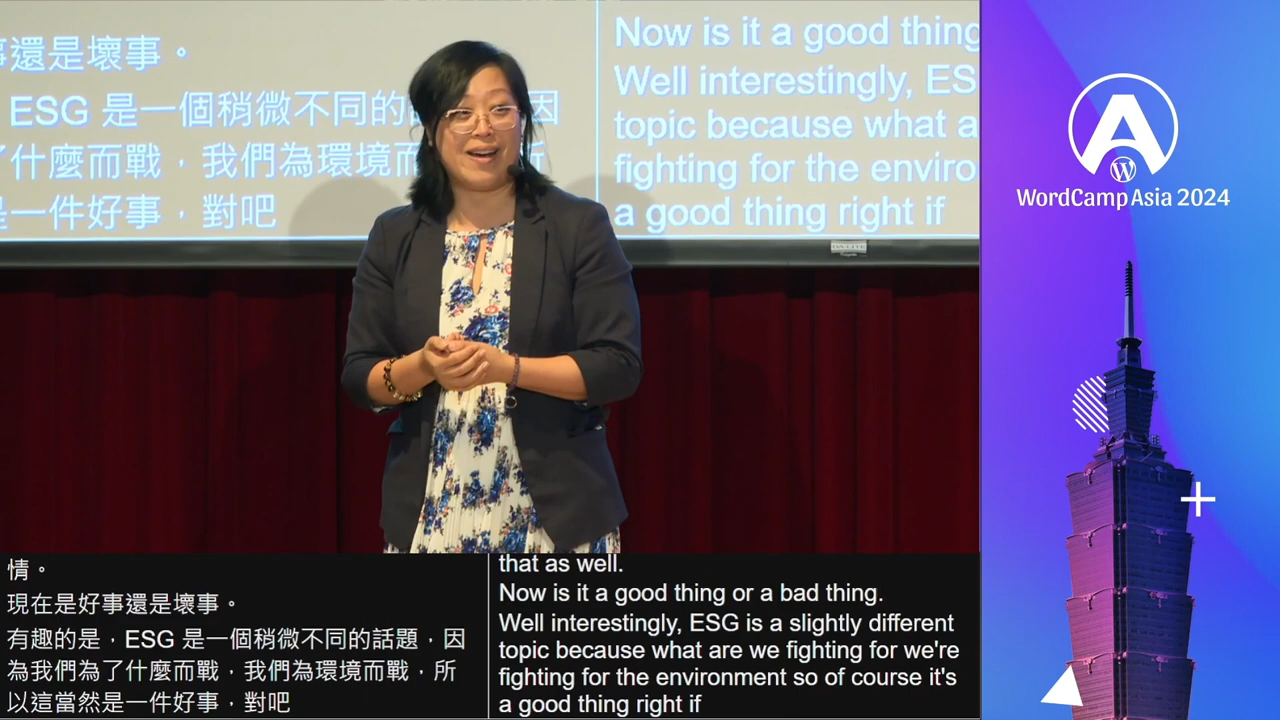 事還是壞事。
ESG 是一個稍微不同的
因
了什麼而戰，我們為環境而
是一件好事，對吧
Now is it a good thing
Well interestingly, ES
topic because what a
fighting for the enviro
a good thing right if
WordCamp Asia 2024
情。
現在是好事還是壞事。
有趣的是，ESG 是一個稍微不同的話題，因
為我們為了什麼而戰，我們為環境而戰，所
以這當然是一件好事，對吧
that as well.
Now is it a good thing or a bad thing.
Well interestingly, ESG is a slightly different
topic because what are we fighting for we're
fighting for the environment so of course it's
a good thing right if